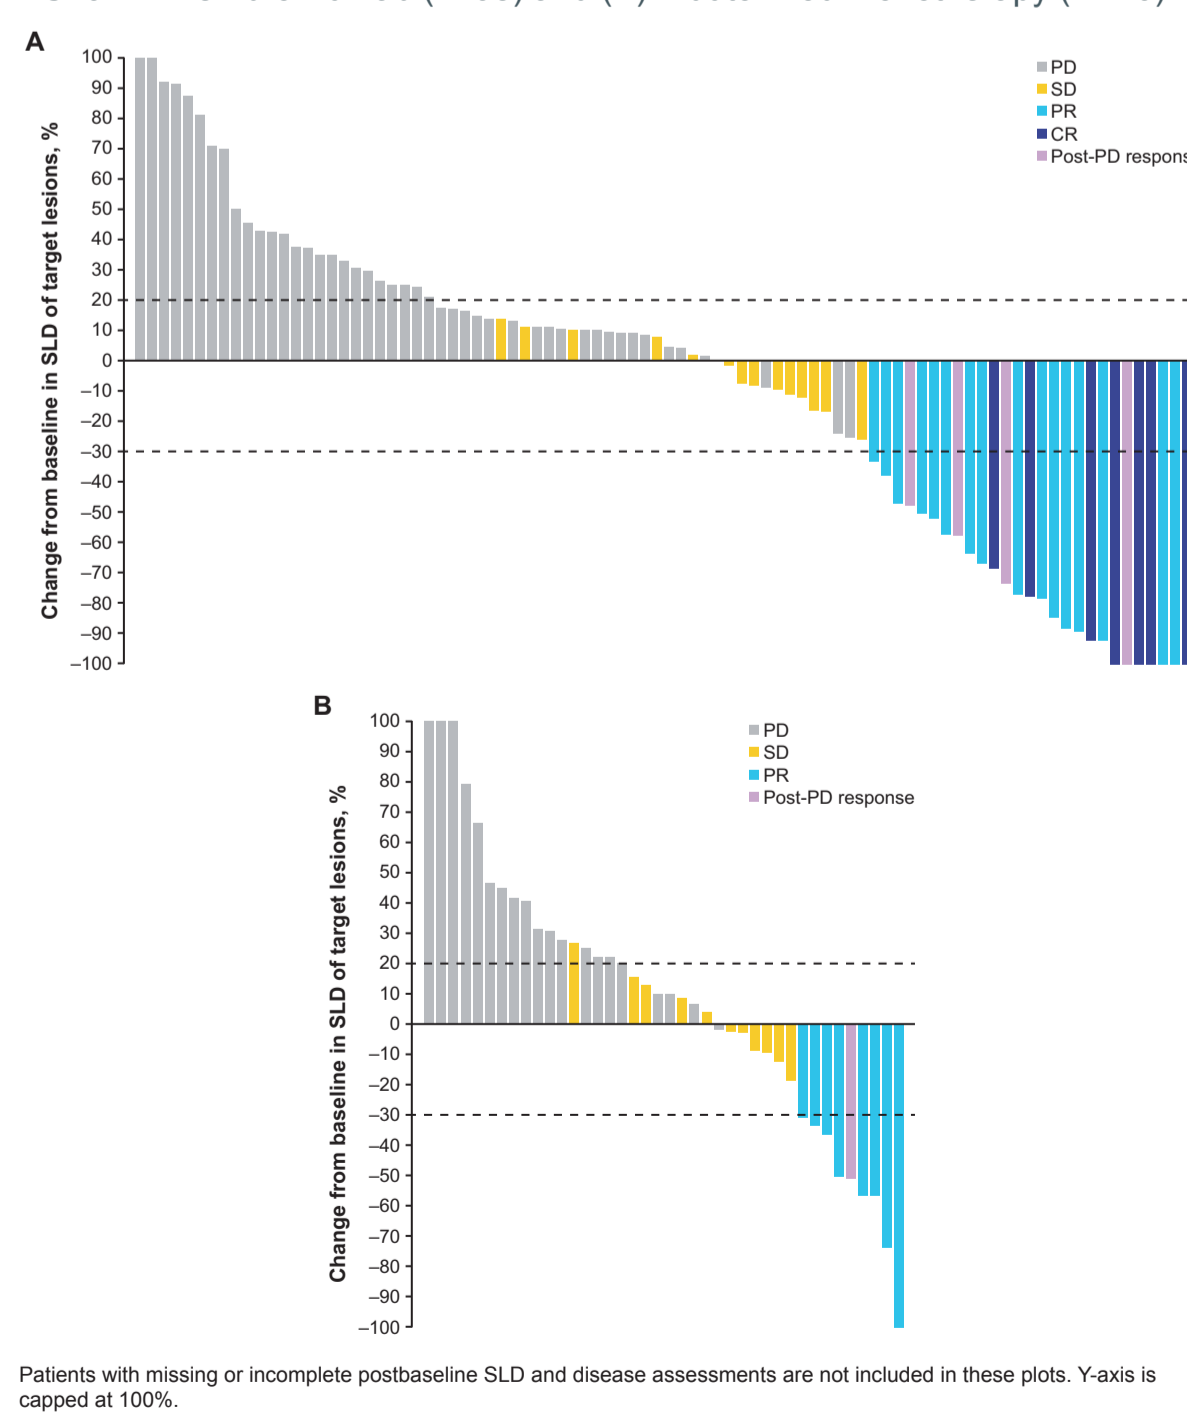 A
Change from baseline in SLD of target lesions, %
100
90
80
70
60
50
40
30
20
10
0
–10
–20
–30
–40
–50
–60
–70
–80
–90
–100
PD
SD
PR
CR
Post-PD respons
B
Change from baseline in SLD of target lesions, %
100
90
80
70
60
50
40
30
20
10
0
–10
–20
–30
–40
–50
–60
–70
–80
–90
–100
PD
SD
PR
Post-PD response
Patients with missing or incomplete postbaseline SLD and disease assessments are not included in these plots. Y-axis is
capped at 100%.